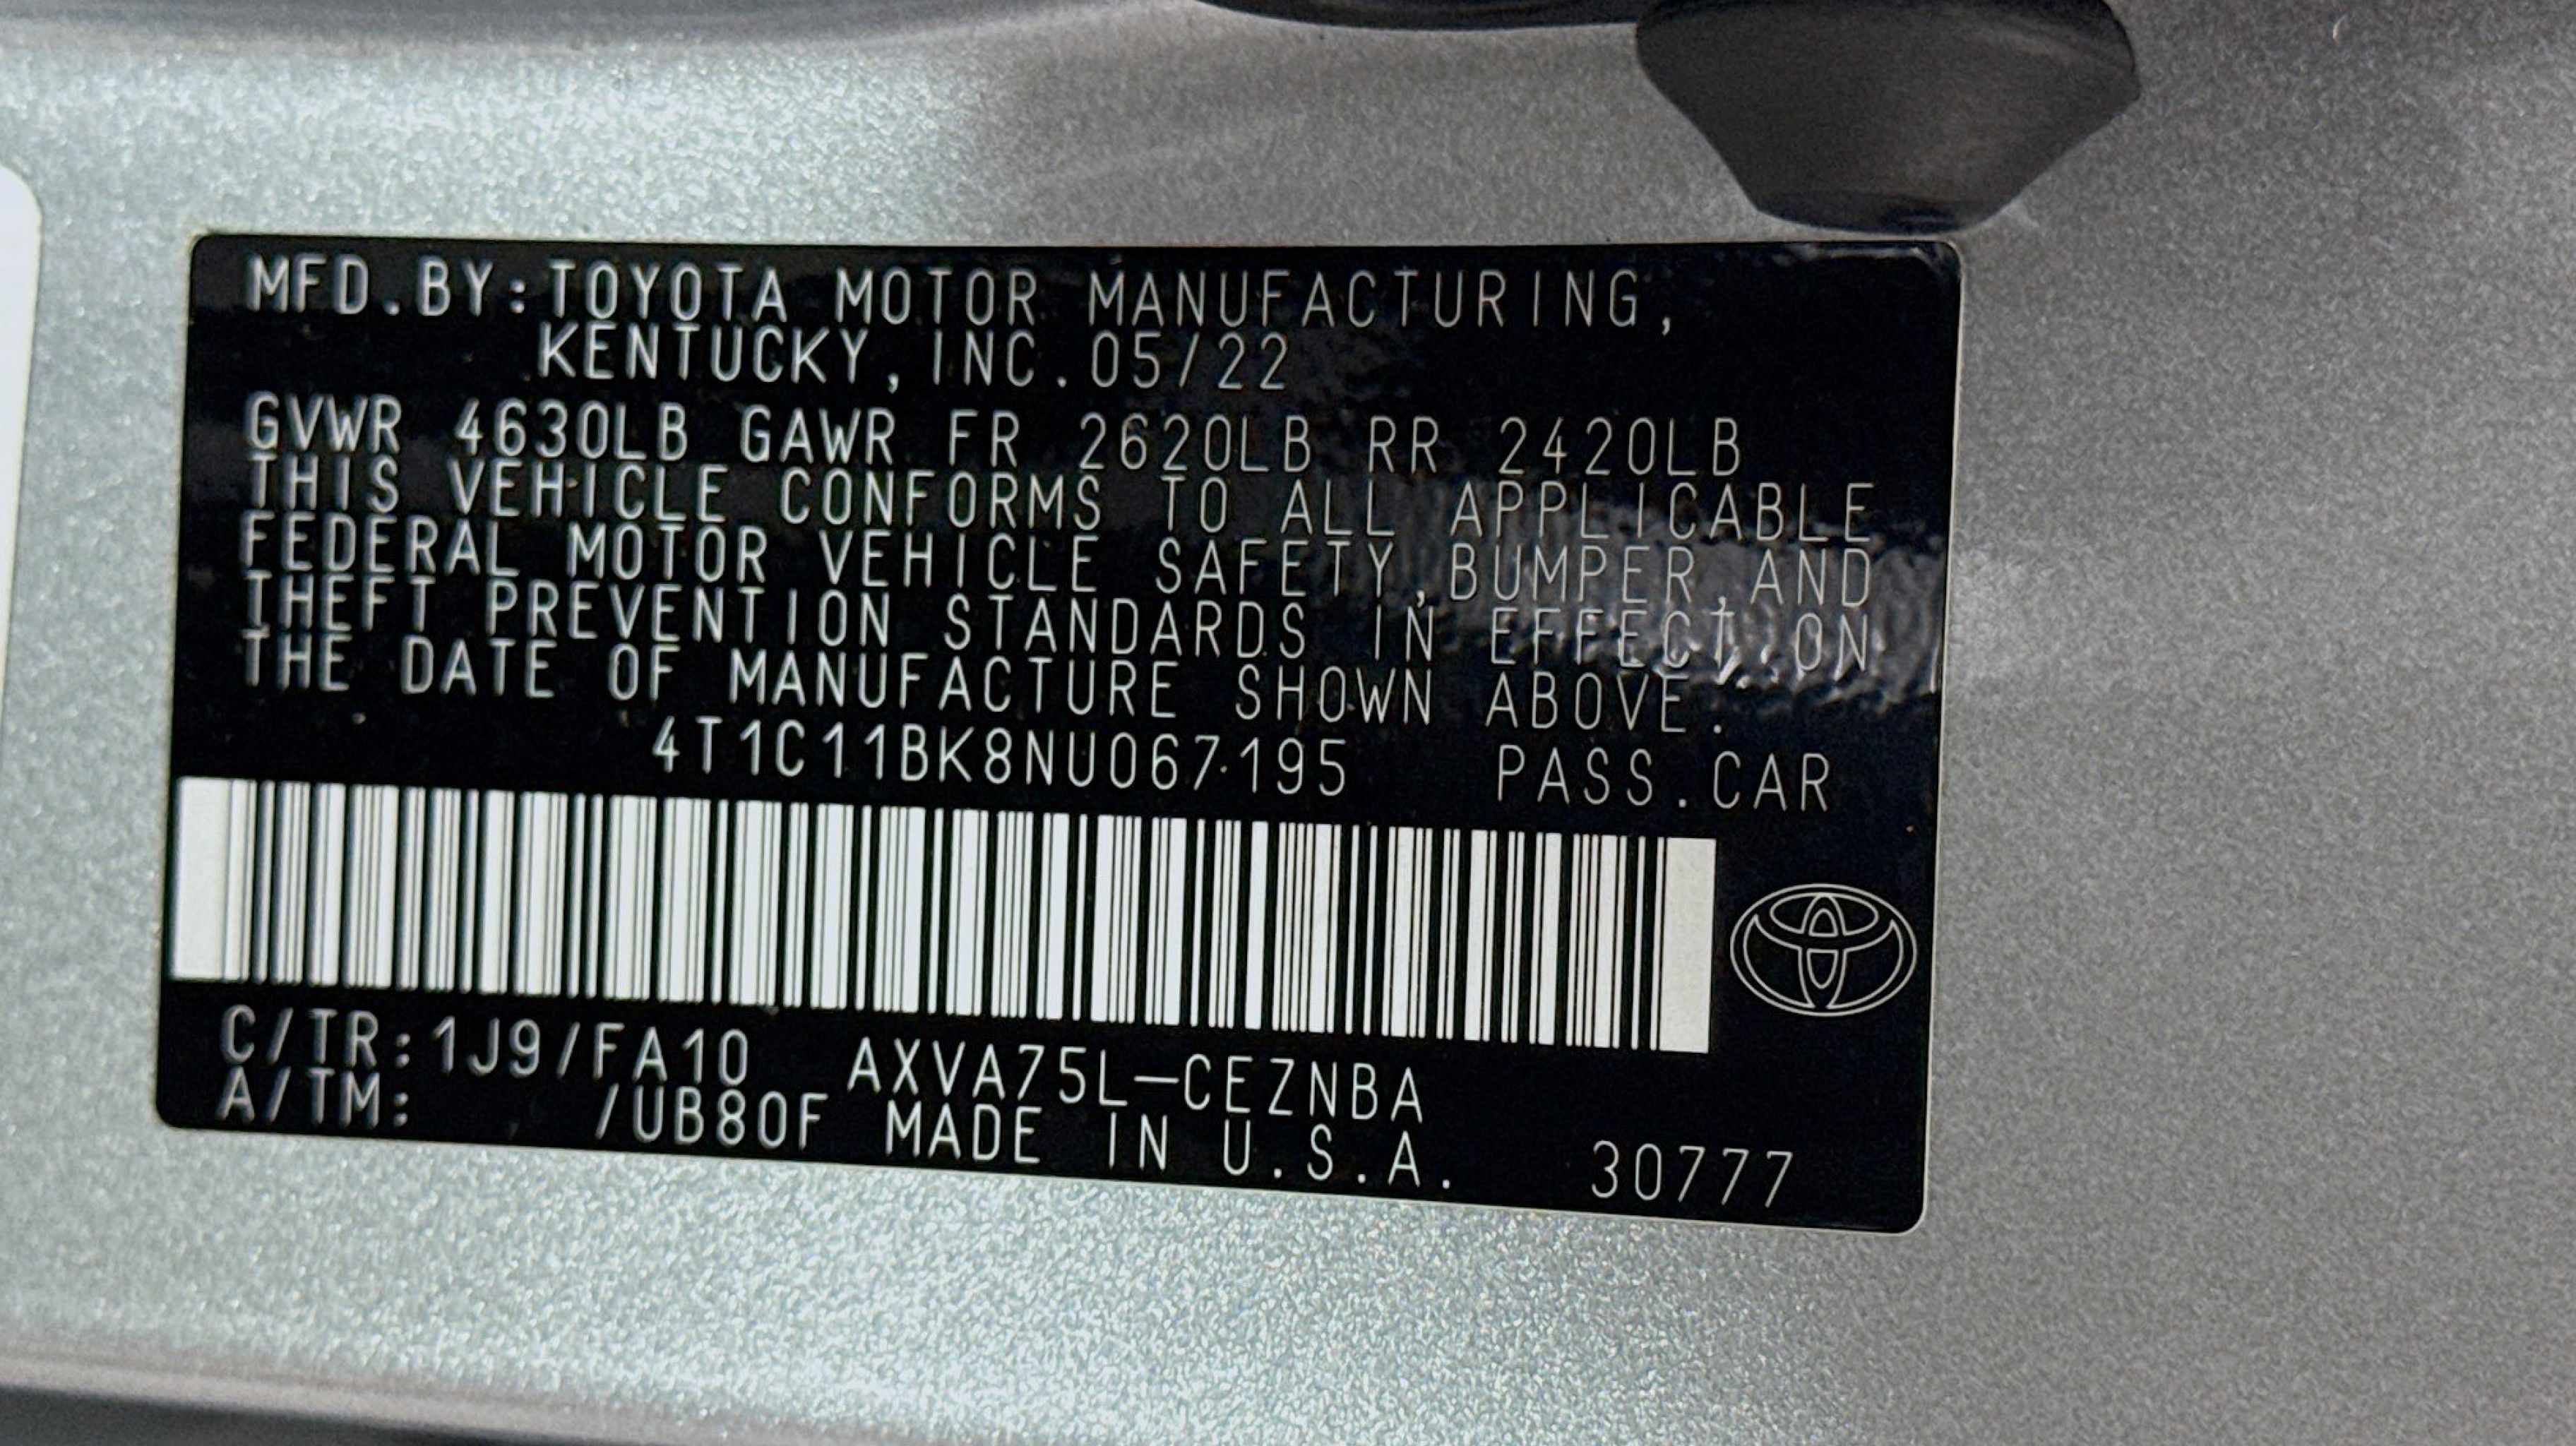 MFD.BY:TOYOTA MOTOR MANUFACTURING,
KENTUCKY, INC. 05/22
GVWR 4630LB GAWR FR 2620LB RR 2420LB
THIS VEHICLE CONFORMS TO ALL APPLICABLE
FEDERAL MOTOR VEHICLE SAFETY, BUMPER, AND
THEFT PREVENTION STANDARDS IN EFFECT ON
THE DATE OF MANUFACTURE SHOWN ABOVE.
4T1C11BK8NU067195 PASS.CAR
C/TR:1J9/FA10 AXVA75L-CEZNBA
A/TM: /UB80F MADE IN U.S.A. 30777